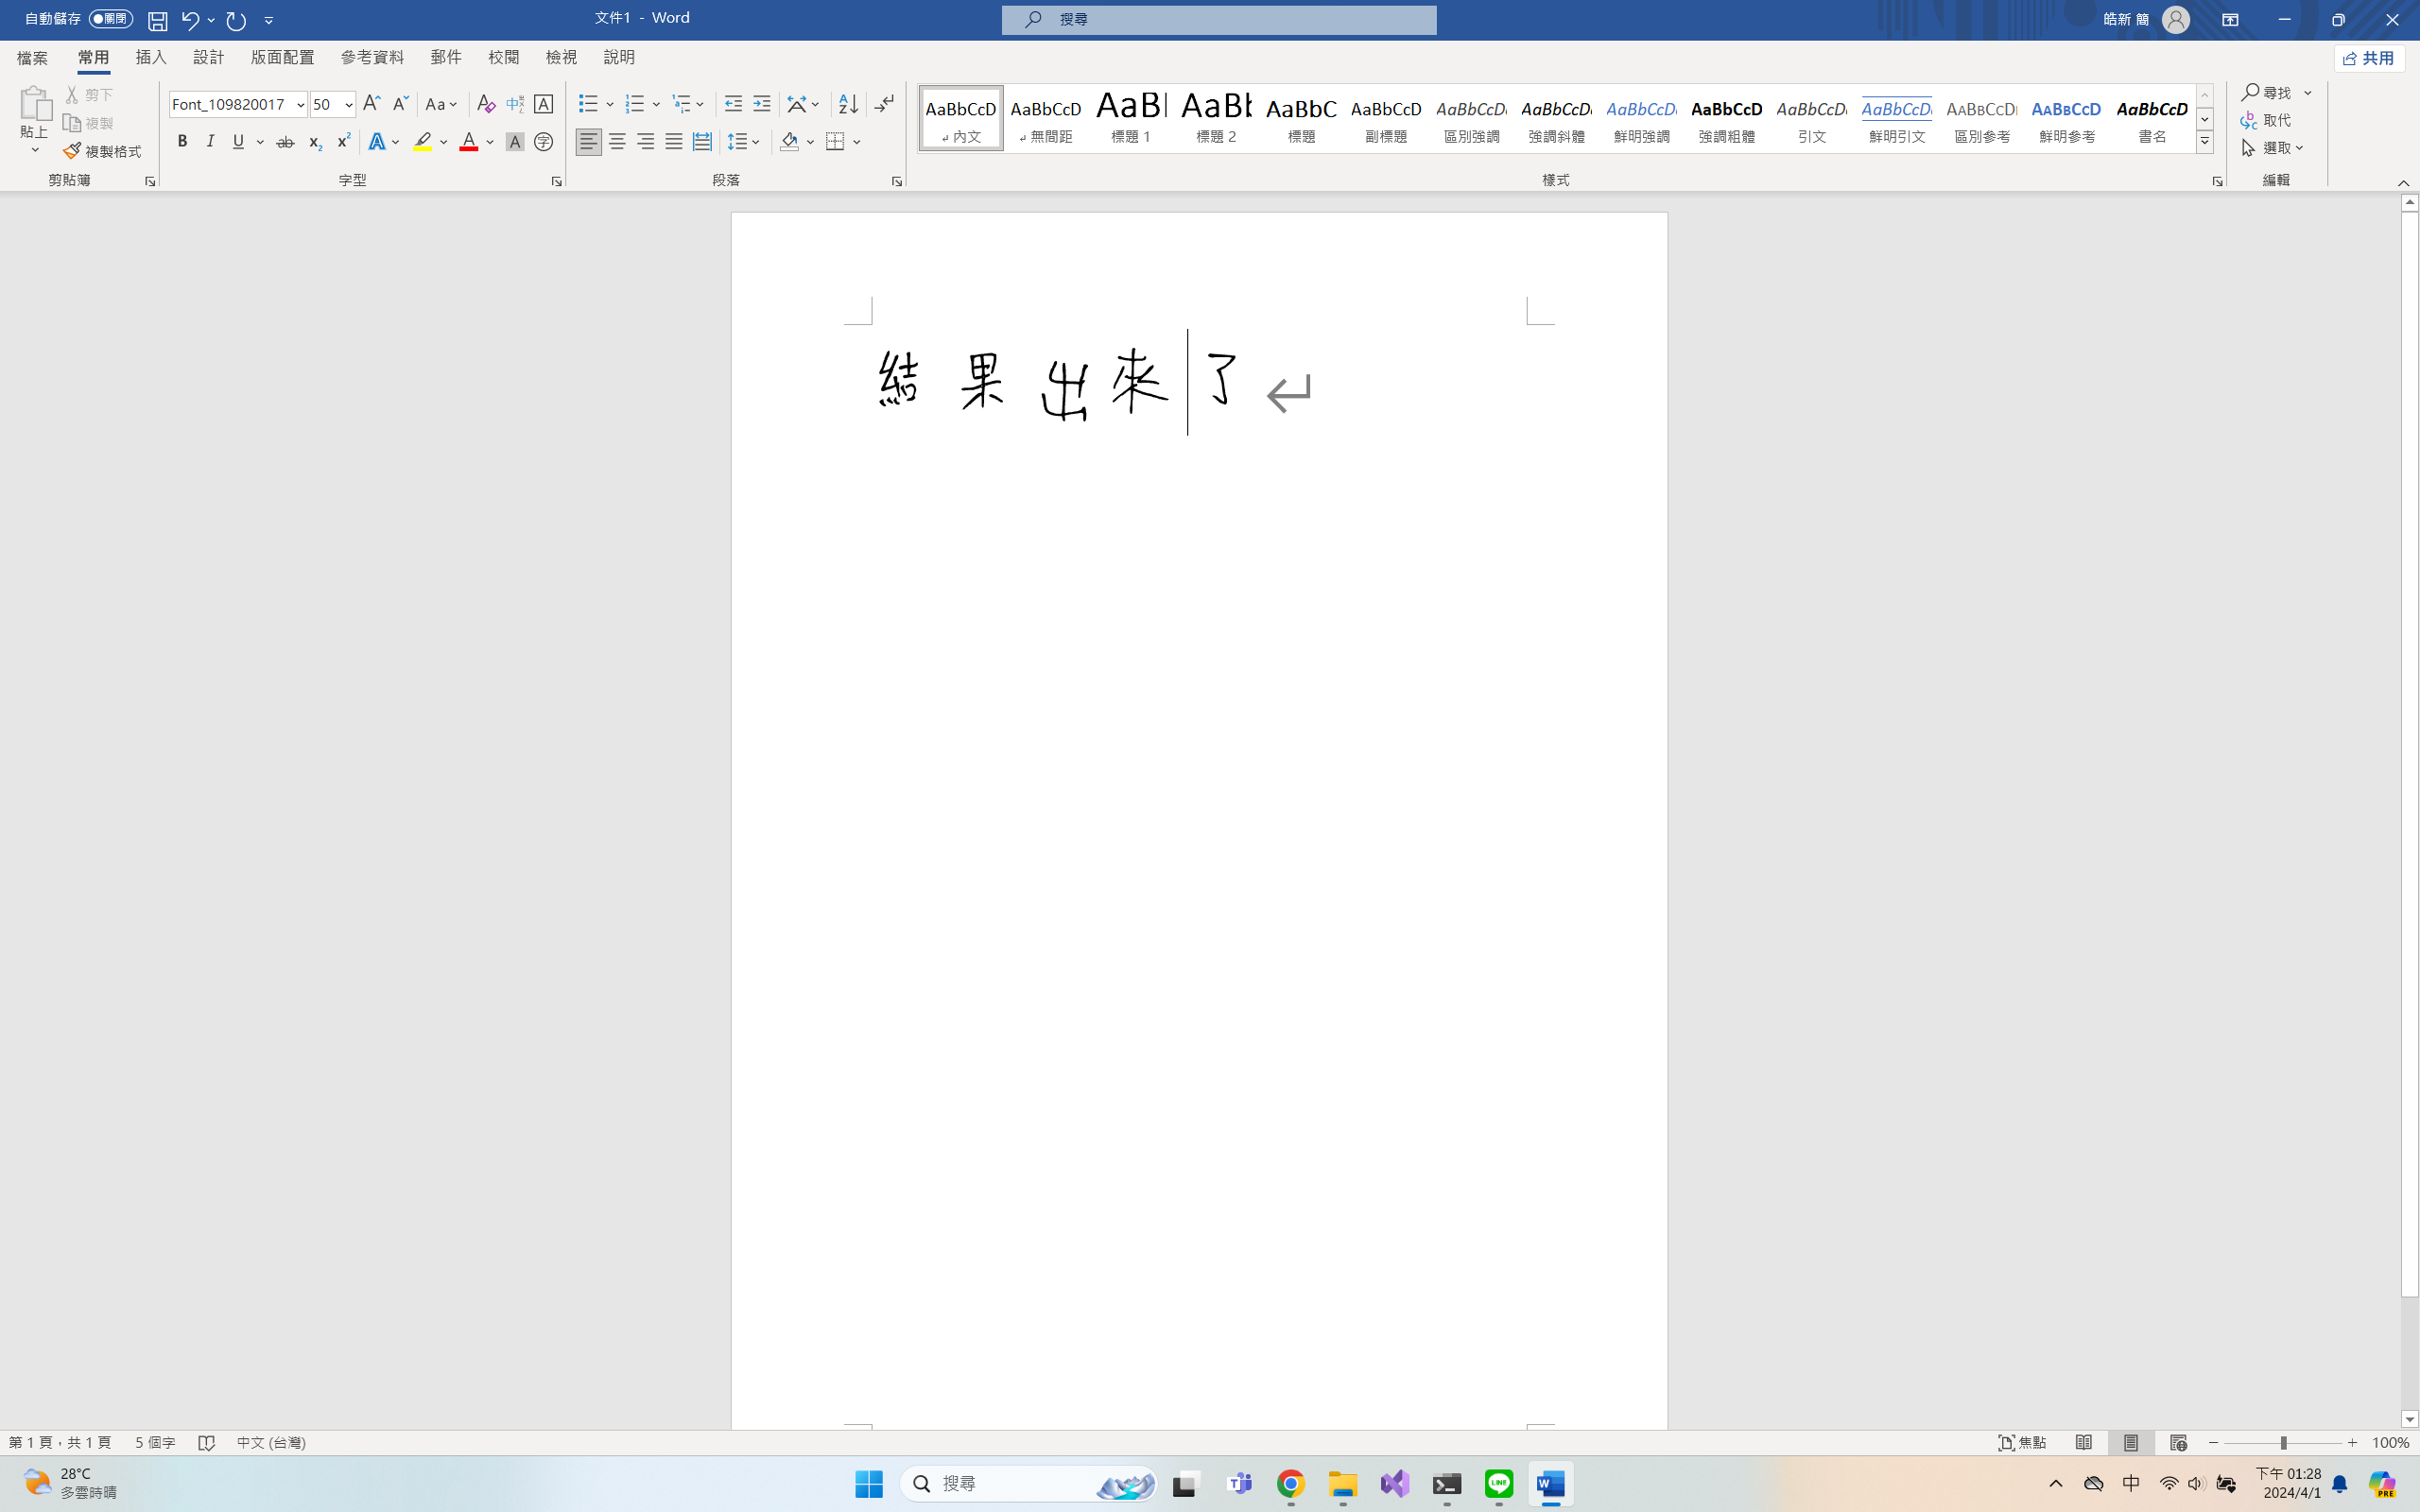 自動儲存 關閉 文件1 - Word 搜尋 皓新 簡
檔案 常用 插入 設計 版面配置 參考資料 郵件 校閱 檢視 說明 共用
貼上 剪下 複製 複製格式 剪貼簿
Font_109820017 50 Aa 字型
段落
AaBbCcD AaBbCcD AaBl AaBb AaBbC AaBbCcD AaBbCcD AaBbCcD AaBbCcD AaBbCcD AaBbCcD AaBbCcD AaBbCcD AaBbCcD AaBbCcD
內文 無間距 標題 1 標題 2 標題 副標題 區別強調 強調斜體 鮮明強調 強調粗體 引文 鮮明引文 區別參考 鮮明參考 書名
樣式
尋找
取代
選取
編輯
結果出來了
第 1 頁，共 1 頁 5 個字 中文 (台灣) 焦點 100%
28°C
多雲時晴
搜尋
中
下午 01:28
2024/4/1
PRE